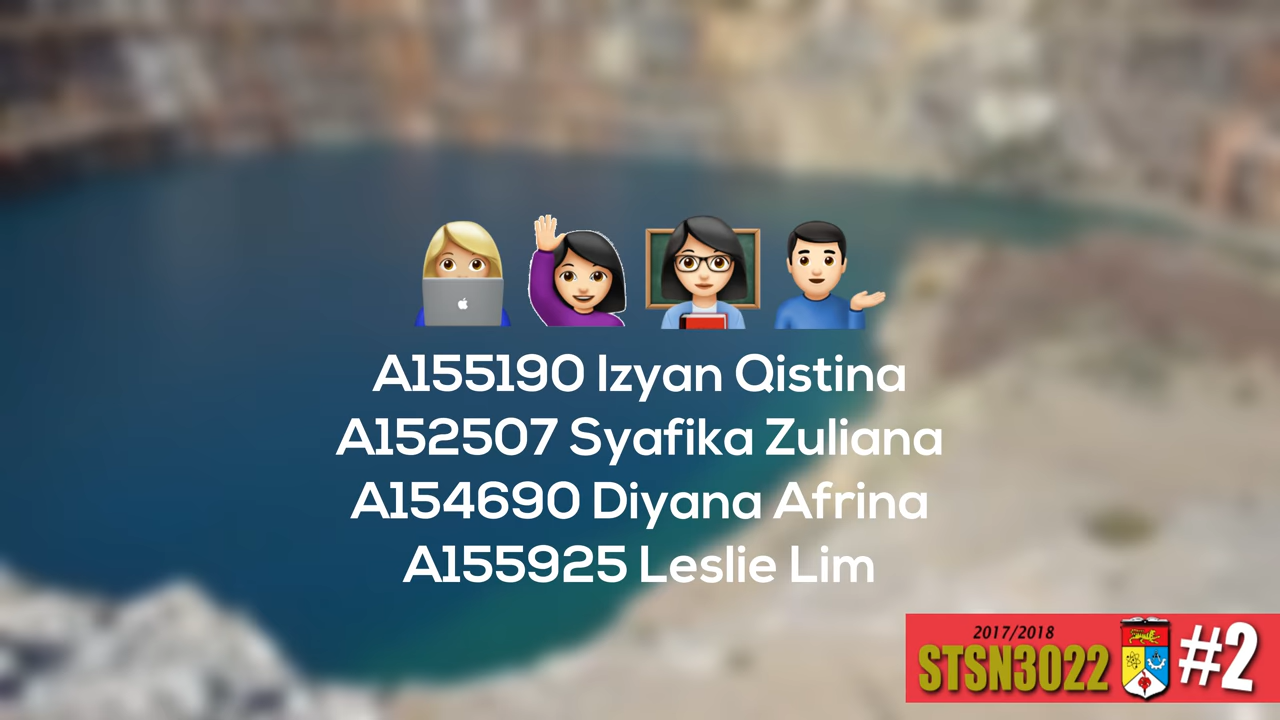 A155190 Izyan Qistina
A152507 Syafika Zuliana
A154690 Diyana Afrina
A155925 Leslie Lim
2017/2018
STSN3022
#2